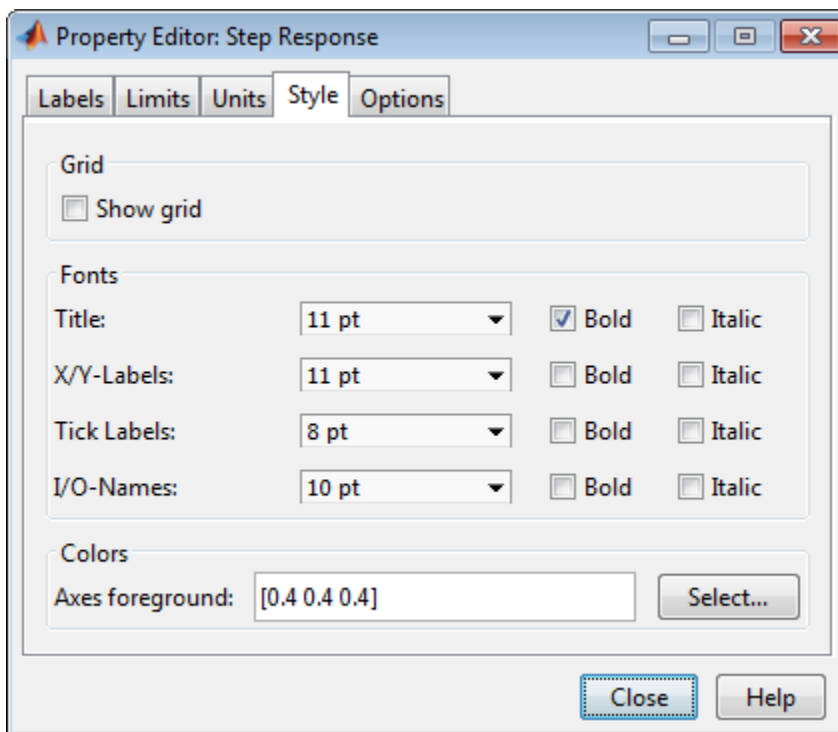 Property Editor: Step Response
Labels Limits Units Style Options
Grid
Show grid
Fonts
Title: 11 pt Bold Italic
X/Y-Labels: 11 pt Bold Italic
Tick Labels: 8 pt Bold Italic
I/O-Names: 10 pt Bold Italic
Colors
Axes foreground: [0.4 0.4 0.4] Select...
Close Help